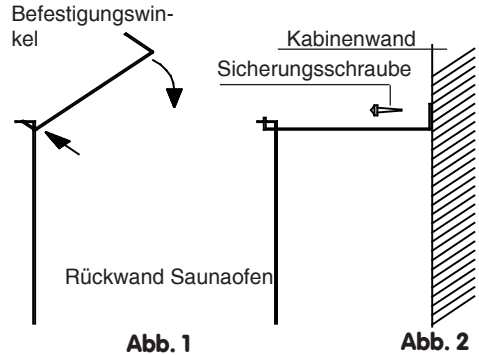 Befestigungswin-
kel
Kabinenwand
Sicherungsschraube
Rückwand Saunaofen
Abb. 1
Abb. 2